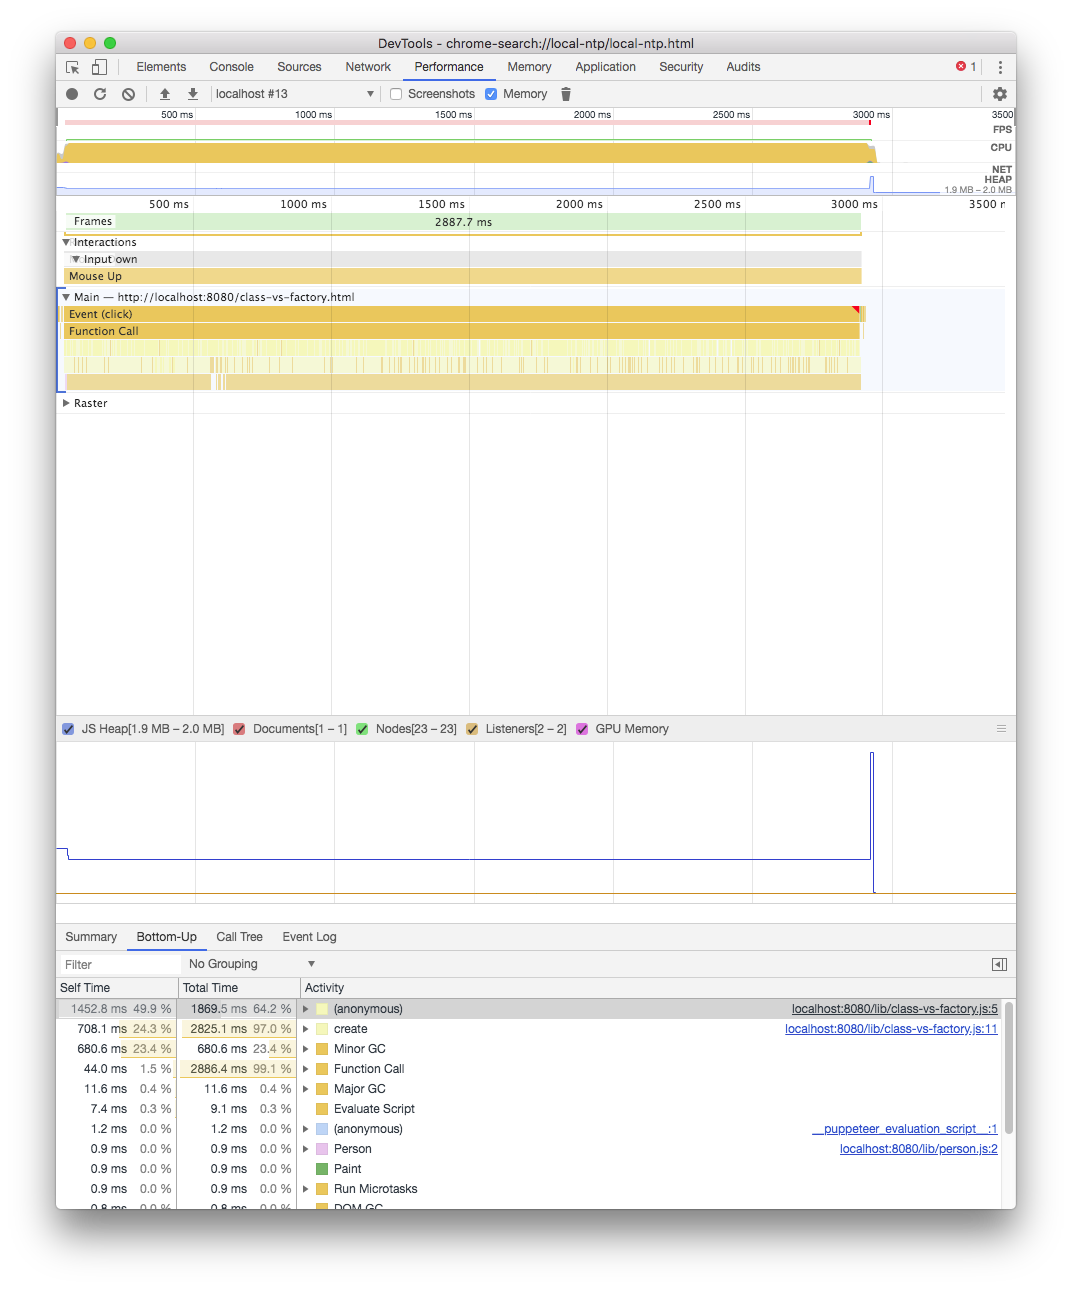 DevTools - chrome-search://local-ntp/local-ntp.html
Elements Console Sources Network Performance Memory Application Security Audits 1
localhost #13 Screenshots Memory
500 ms 1000 ms 1500 ms 2000 ms 2500 ms 3000 ms 3500
FPS
CPU
NET
HEAP
1.9 MB – 2.0 MB
500 ms 1000 ms 1500 ms 2000 ms 2500 ms 3000 ms 3500 r
Frames 2887.7 ms
Interactions
Input own
Mouse Up
Main — http://localhost:8080/class-vs-factory.html
Event (click)
Function Call
Raster
JS Heap[1.9 MB – 2.0 MB] Documents[1 – 1] Nodes[23 – 23] Listeners[2 – 2] GPU Memory
Summary Bottom-Up Call Tree Event Log
Filter No Grouping
Self Time Total Time Activity
1452.8 ms 49.9 % 1869.5 ms 64.2 % (anonymous) localhost:8080/lib/class-vs-factory.js:5
708.1 ms 24.3 % 2825.1 ms 97.0 % create localhost:8080/lib/class-vs-factory.js:11
680.6 ms 23.4 % 680.6 ms 23.4 % Minor GC
44.0 ms 1.5 % 2886.4 ms 99.1 % Function Call
11.6 ms 0.4 % 11.6 ms 0.4 % Major GC
7.4 ms 0.3 % 9.1 ms 0.3 % Evaluate Script
1.2 ms 0.0 % 1.2 ms 0.0 % (anonymous) __puppeteer_evaluation_script__:1
0.9 ms 0.0 % 0.9 ms 0.0 % Person localhost:8080/lib/person.js:2
0.9 ms 0.0 % 0.9 ms 0.0 % Paint
0.9 ms 0.0 % 0.9 ms 0.0 % Run Microtasks
0.8 ms 0.0 % 0.8 ms 0.0 % DOM GC